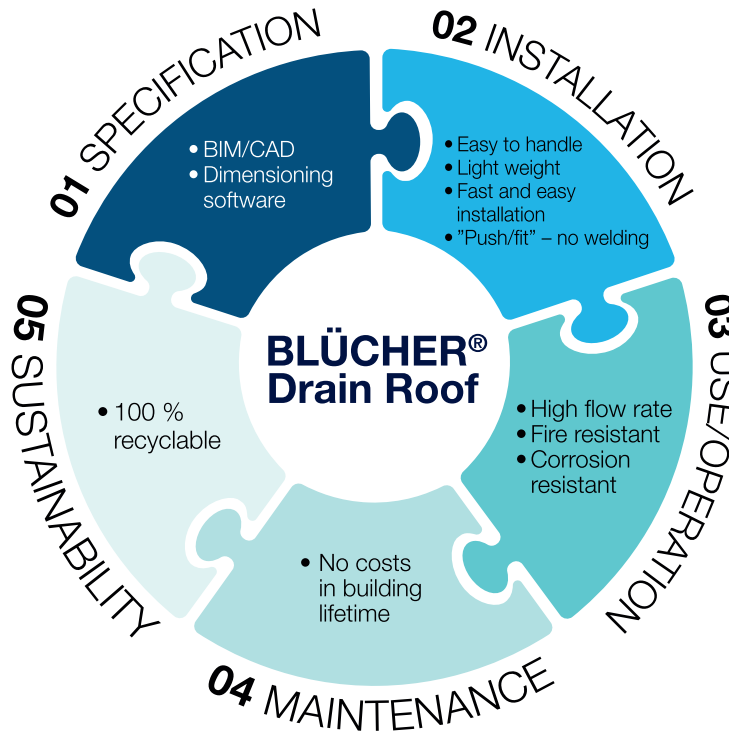 01 SPECIFICATION
• BIM/CAD
• Dimensioning
software
02 INSTALLATION
• Easy to handle
• Light weight
• Fast and easy
installation
• ”Push/fit” – no welding
03 USE/OPERATION
• High flow rate
• Fire resistant
• Corrosion
resistant
04 MAINTENANCE
• No costs
in building
lifetime
05 SUSTAINABILITY
• 100 %
recyclable
BLÜCHER®
Drain Roof